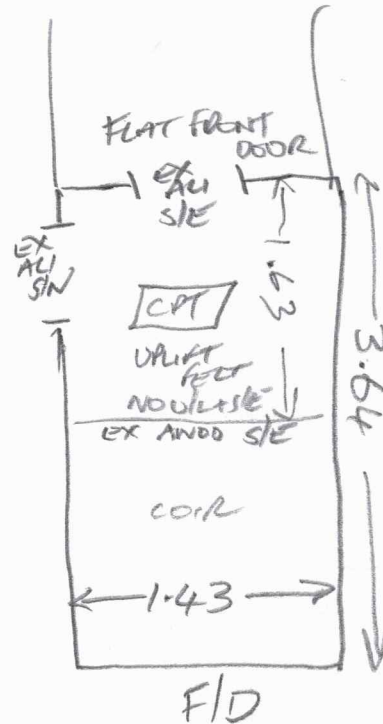 FLAT FRONT
DOOR
EX
ALI
S/E
EX
ALI
S/N
1.63
3.64
CPT
UPLIFT
FELT
NO U/L + S/E
EX ANOD S/E
COIR
1.43
F/D